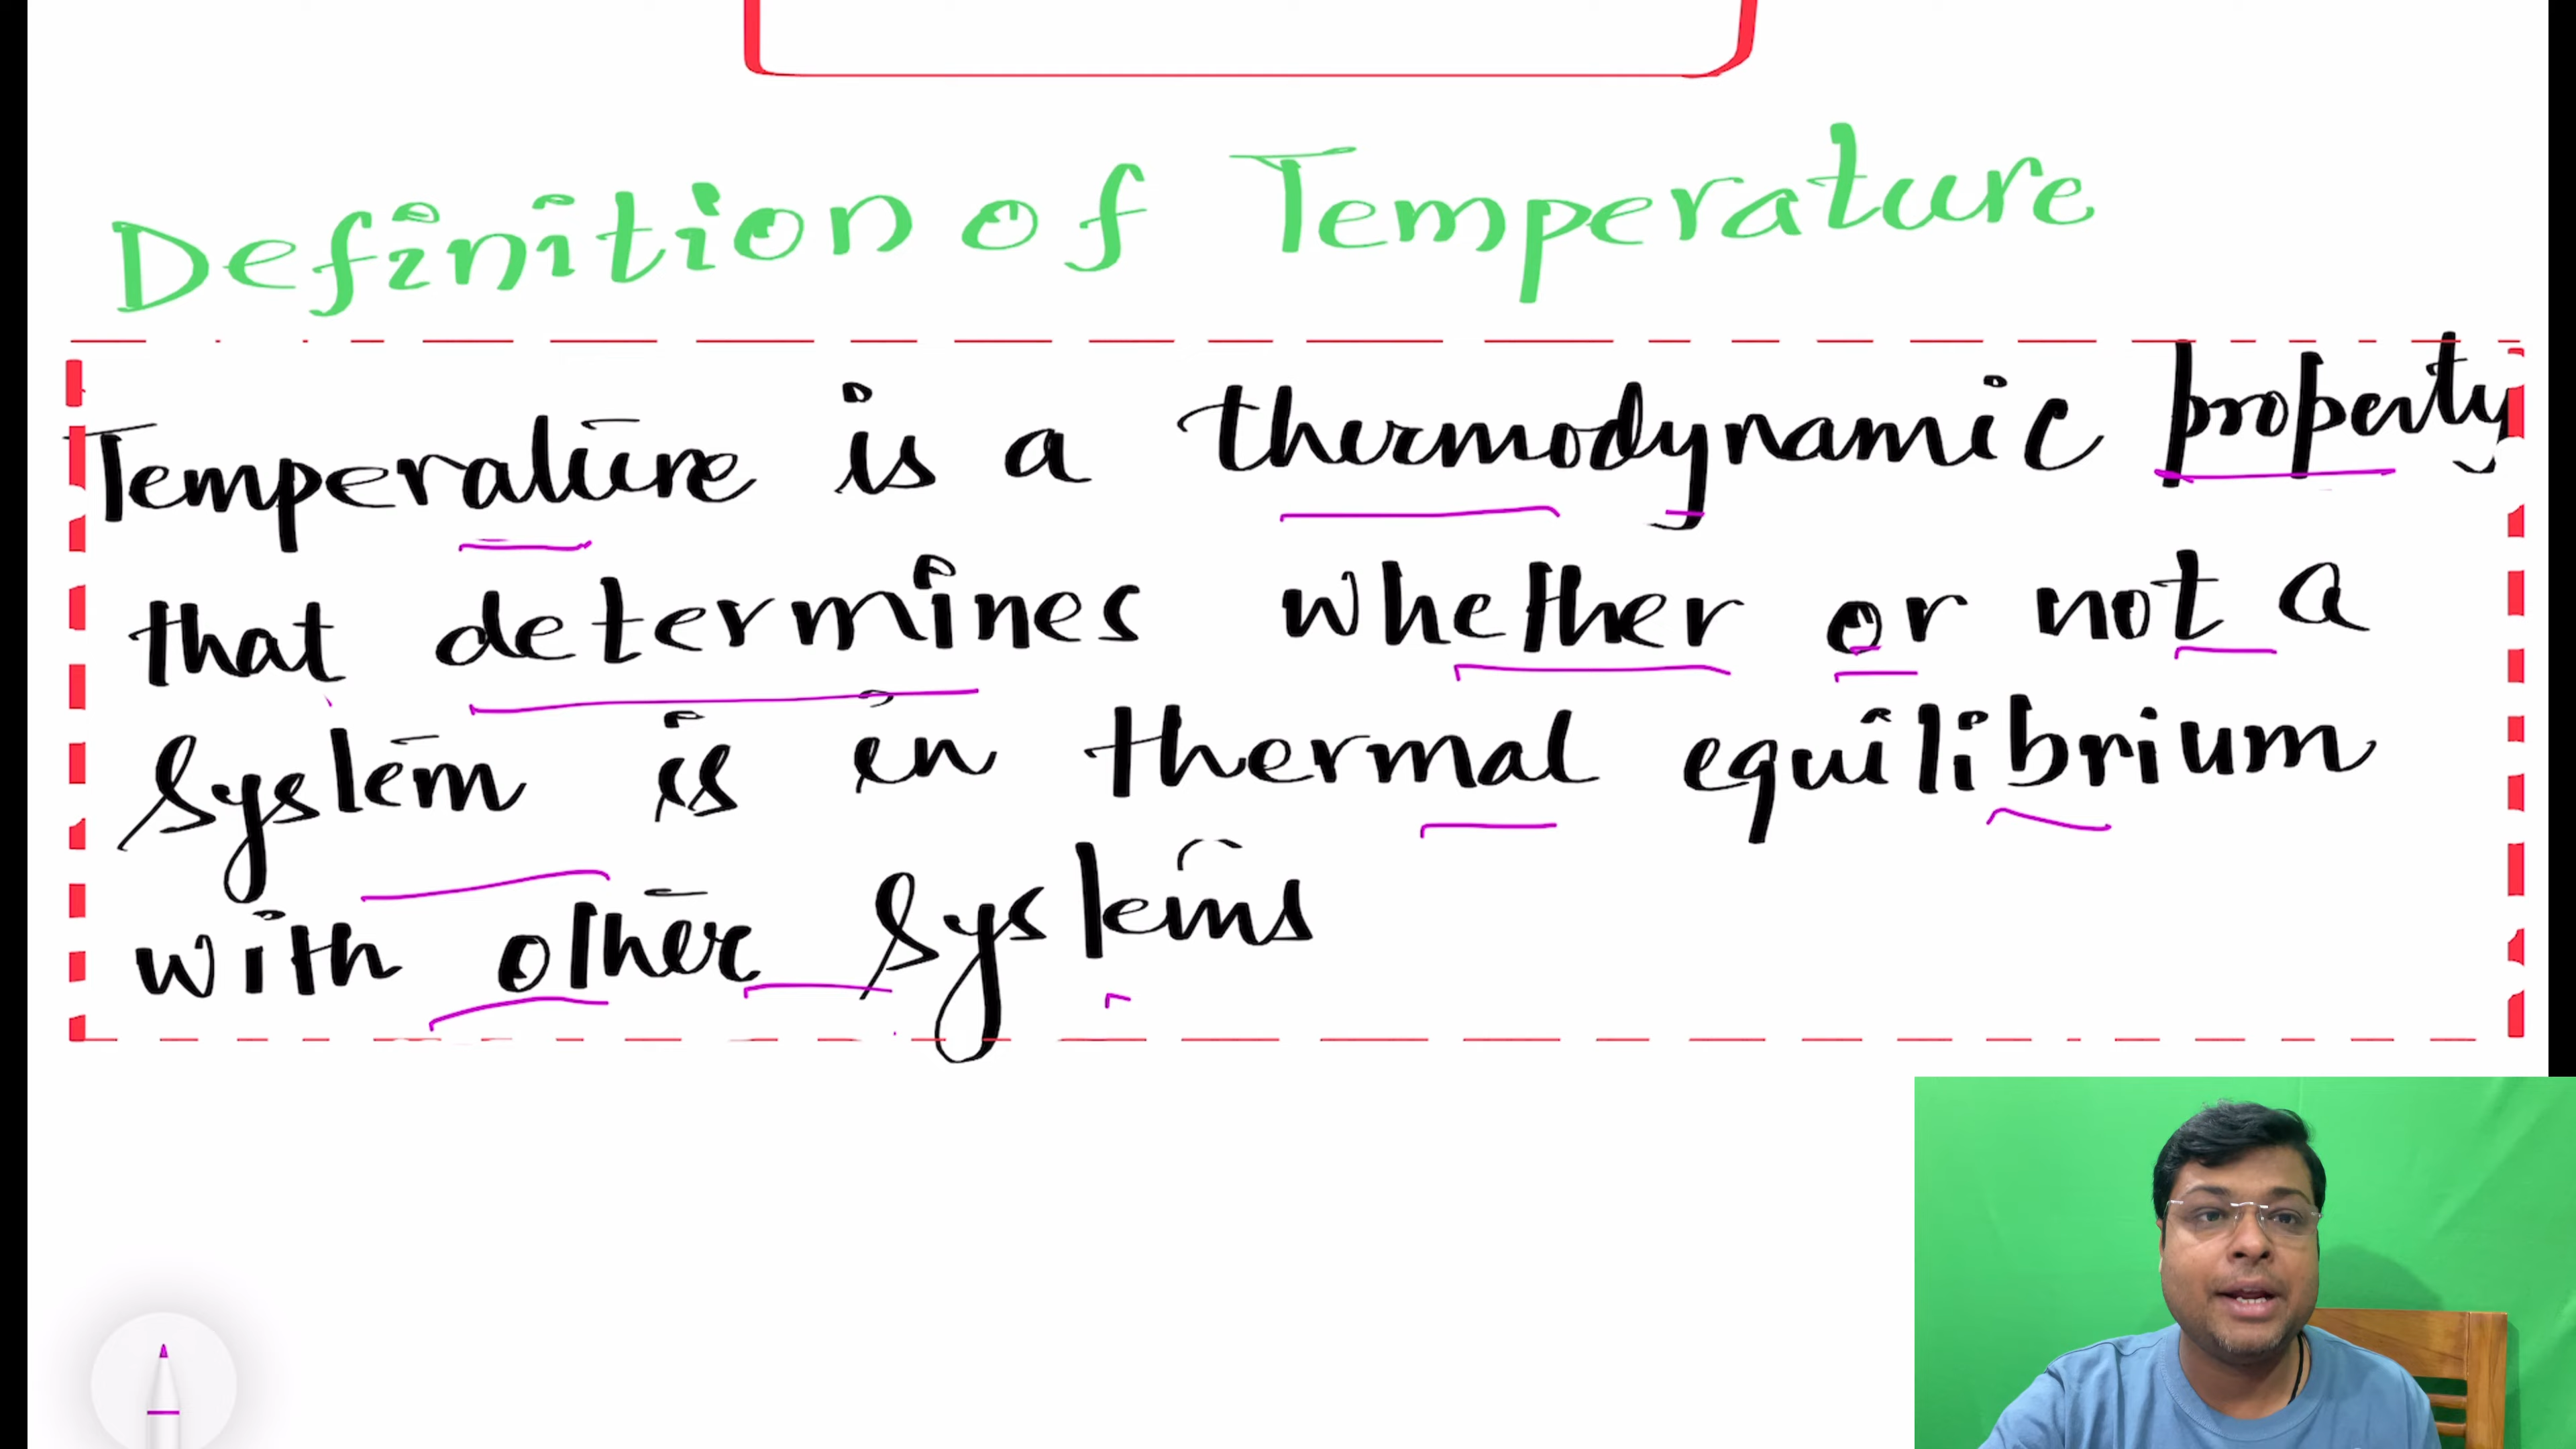 Definition of Temperature
Temperature is a thermodynamic property
that determines whether or not a
system is in thermal equilibrium
with other systems